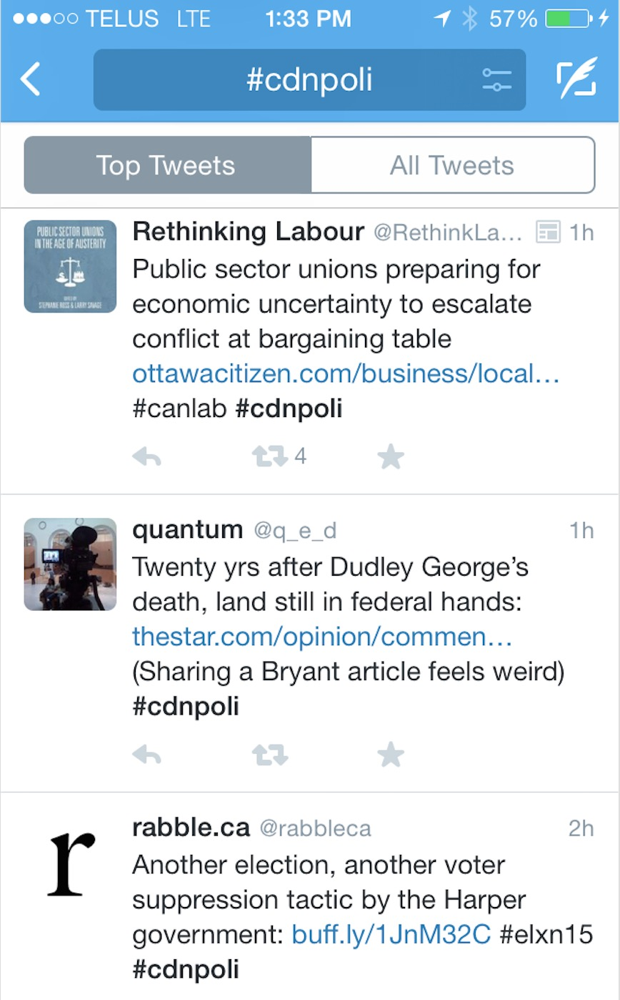 TELUS LTE 1:33 PM 57%
#cdnpoli
Top Tweets All Tweets
PUBLIC SECTOR UNIONS
IN THE AGE OF AUSTERITY
EDITED BY
STEPHANIE ROSS & LARRY SAVAGE
Rethinking Labour @RethinkLa... 1h
Public sector unions preparing for
economic uncertainty to escalate
conflict at bargaining table
ottawacitizen.com/business/local...
#canlab #cdnpoli
4
quantum @q_e_d 1h
Twenty yrs after Dudley George’s
death, land still in federal hands:
thestar.com/opinion/commen...
(Sharing a Bryant article feels weird)
#cdnpoli
r
rabble.ca @rabbleca 2h
Another election, another voter
suppression tactic by the Harper
government: buff.ly/1JnM32C #elxn15
#cdnpoli